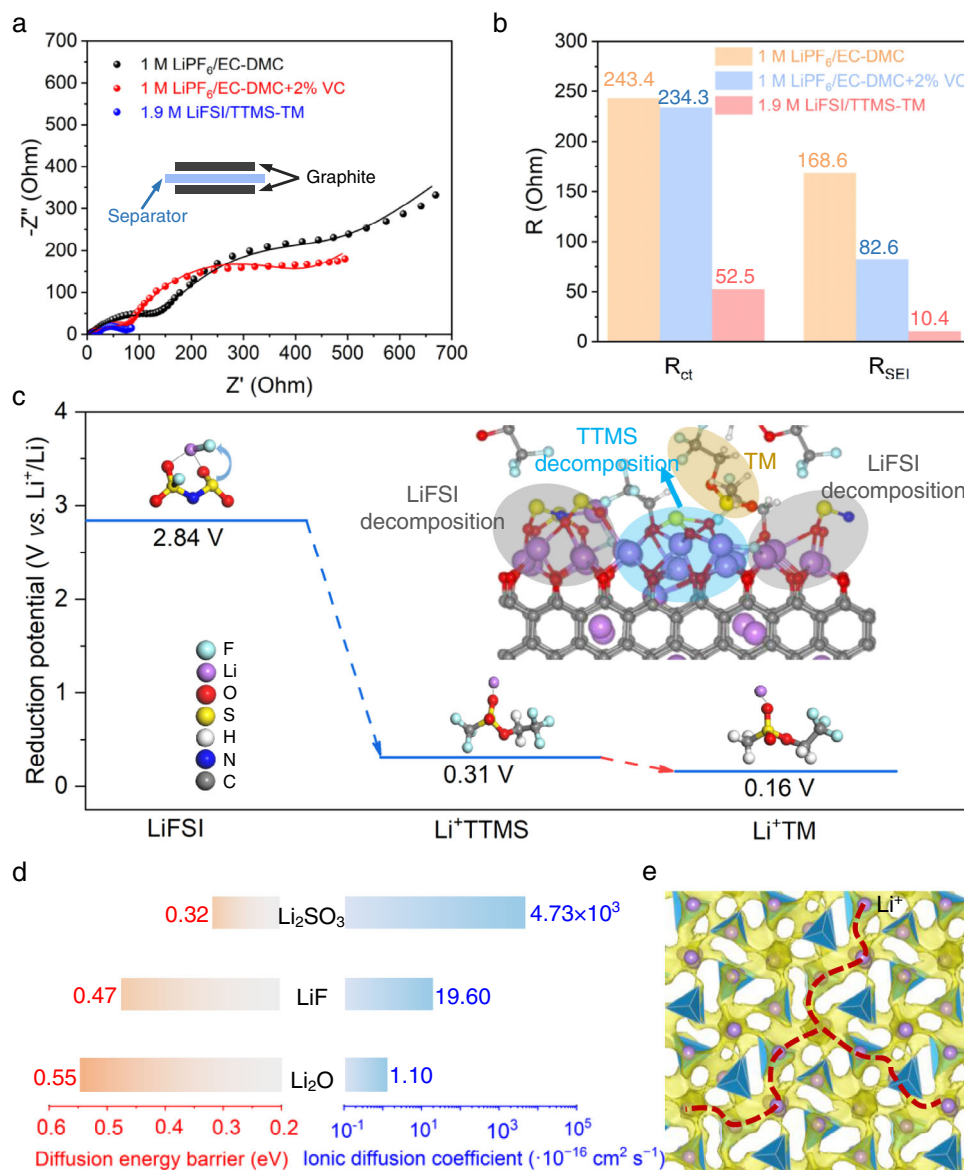 a
700
600
500
400
300
200
100
0
-Z" (Ohm)
1 M LiPF₆/EC-DMC
1 M LiPF₆/EC-DMC+2% VC
1.9 M LiFSI/TTMS-TM
Graphite
Separator
0 100 200 300 400 500 600 700
Z' (Ohm)
b
300
250
200
150
100
50
0
R (Ohm)
1 M LiPF₆/EC-DMC
1 M LiPF₆/EC-DMC+2% VC
1.9 M LiFSI/TTMS-TM
243.4
234.3
52.5
168.6
82.6
10.4
R_ct
R_SEI
c
4
3
2
1
0
Reduction potential (V vs. Li⁺/Li)
2.84 V
0.31 V
0.16 V
F
Li
O
S
H
N
C
LiFSI
decomposition
TTMS
decomposition
TM
LiFSI
decomposition
LiFSI
Li⁺TTMS
Li⁺TM
d
0.32 Li₂SO₃ 4.73×10³
0.47 LiF 19.60
0.55 Li₂O 1.10
0.6 0.5 0.4 0.3 0.2
Diffusion energy barrier (eV)
10⁻¹ 10¹ 10³ 10⁵
Ionic diffusion coefficient (·10⁻¹⁶ cm² s⁻¹)
e
Li⁺